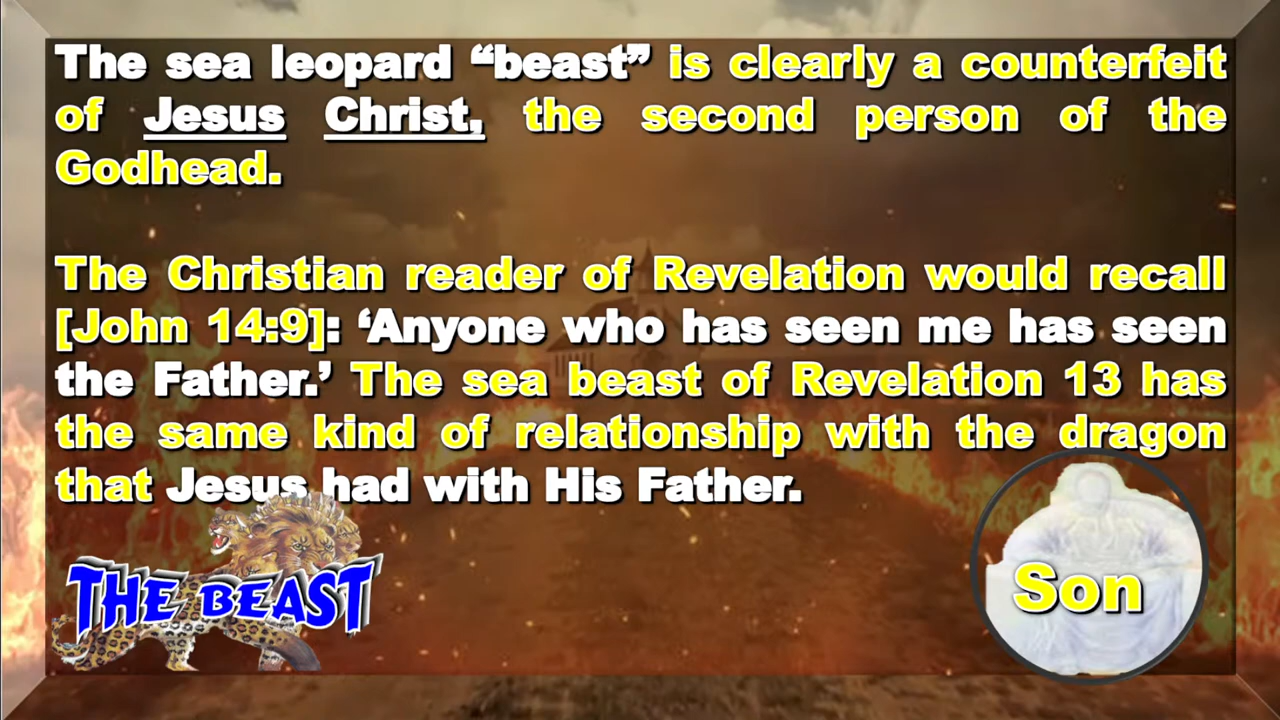 The sea leopard “beast” is clearly a counterfeit
of Jesus Christ, the second person of the
Godhead.
The Christian reader of Revelation would recall
[John 14:9]: ‘Anyone who has seen me has seen
the Father.’ The sea beast of Revelation 13 has
the same kind of relationship with the dragon
that Jesus had with His Father.
THE BEAST
Son